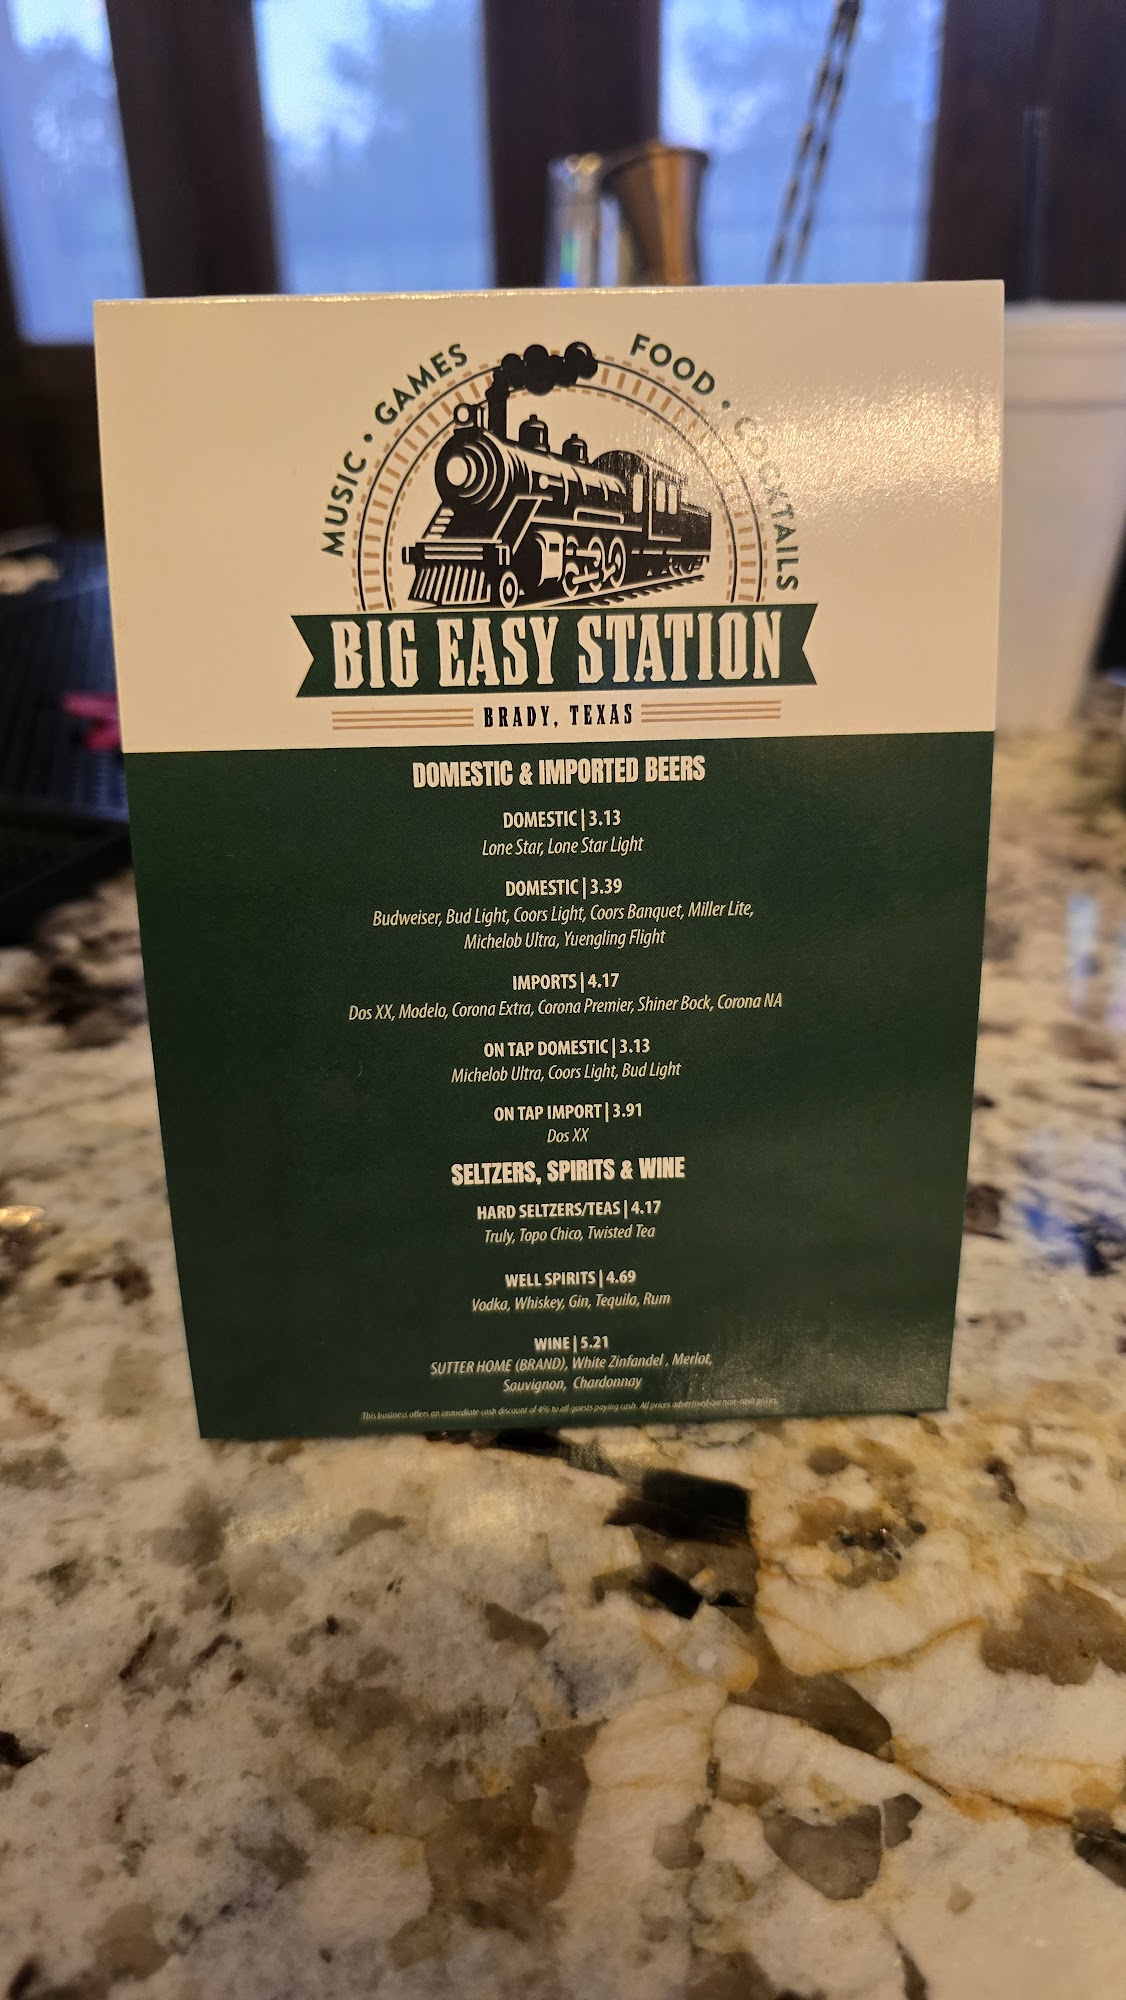 MUSIC • GAMES
FOOD • COCKTAILS
BIG EASY STATION
BRADY, TEXAS
DOMESTIC & IMPORTED BEERS
DOMESTIC | 3.13
Lone Star, Lone Star Light
DOMESTIC | 3.39
Budweiser, Bud Light, Coors Light, Coors Banquet, Miller Lite,
Michelob Ultra, Yuengling Flight
IMPORTS | 4.17
Dos XX, Modelo, Corona Extra, Corona Premier, Shiner Bock, Corona NA
ON TAP DOMESTIC | 3.13
Michelob Ultra, Coors Light, Bud Light
ON TAP IMPORT | 3.91
Dos XX
SELTZERS, SPIRITS & WINE
HARD SELTZERS/TEAS | 4.17
Truly, Topo Chico, Twisted Tea
WELL SPIRITS | 4.69
Vodka, Whiskey, Gin, Tequila, Rum
WINE | 5.21
SUTTER HOME (BRAND), White Zinfandel , Merlot,
Sauvignon, Chardonnay
This business offers an immediate cash discount of 4% to all guests paying cash. All prices advertised are non-cash prices.